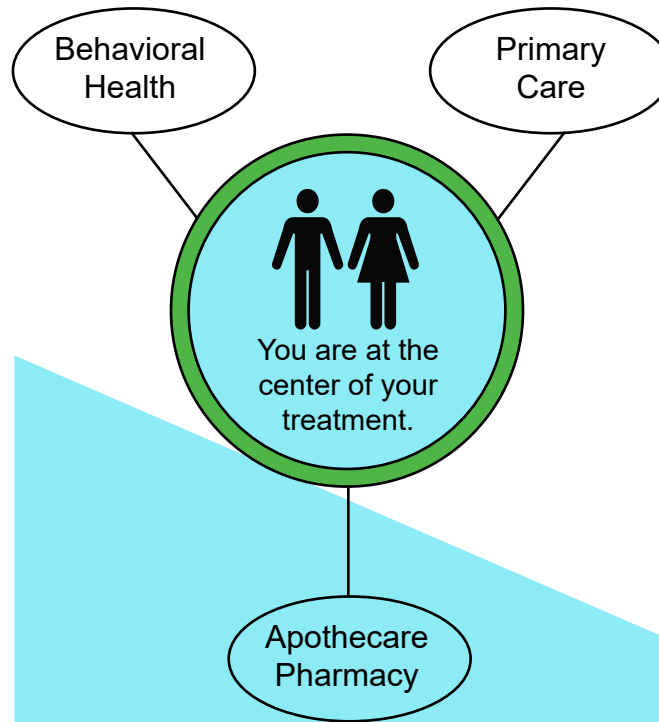 Behavioral
Health
Primary
Care
You are at the
center of your
treatment.
Apothecare
Pharmacy